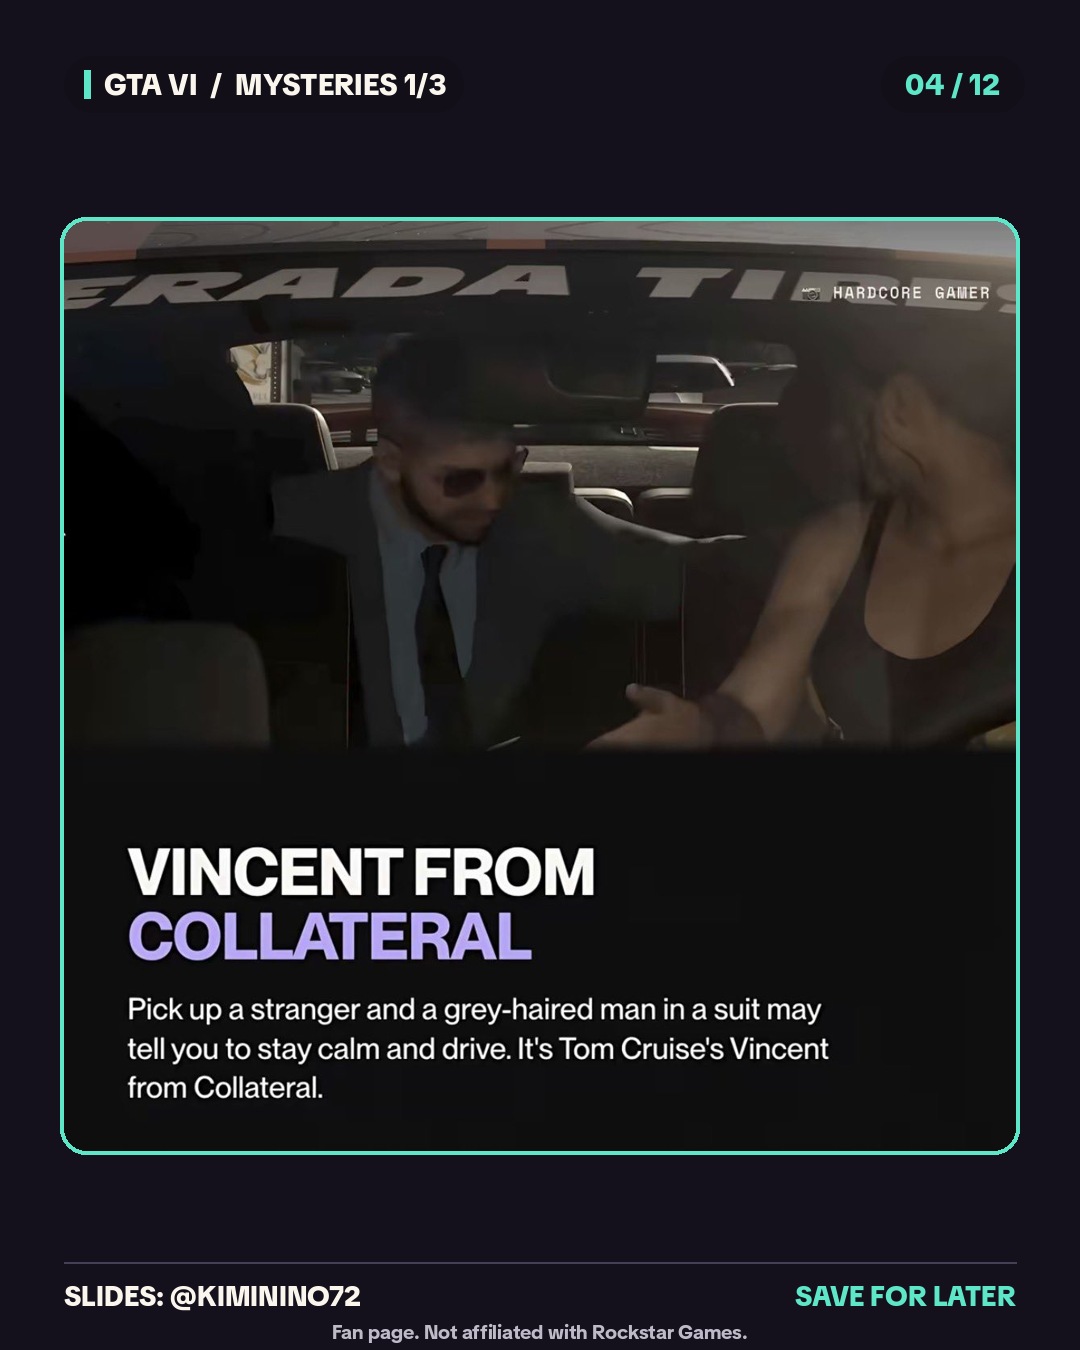 GTA VI / MYSTERIES 1/3
04 / 12
ERADA TIRES
HARDCORE GAMER
VINCENT FROM
COLLATERAL
Pick up a stranger and a grey-haired man in a suit may
tell you to stay calm and drive. It's Tom Cruise's Vincent
from Collateral.
SLIDES: @KIMININO72
SAVE FOR LATER
Fan page. Not affiliated with Rockstar Games.